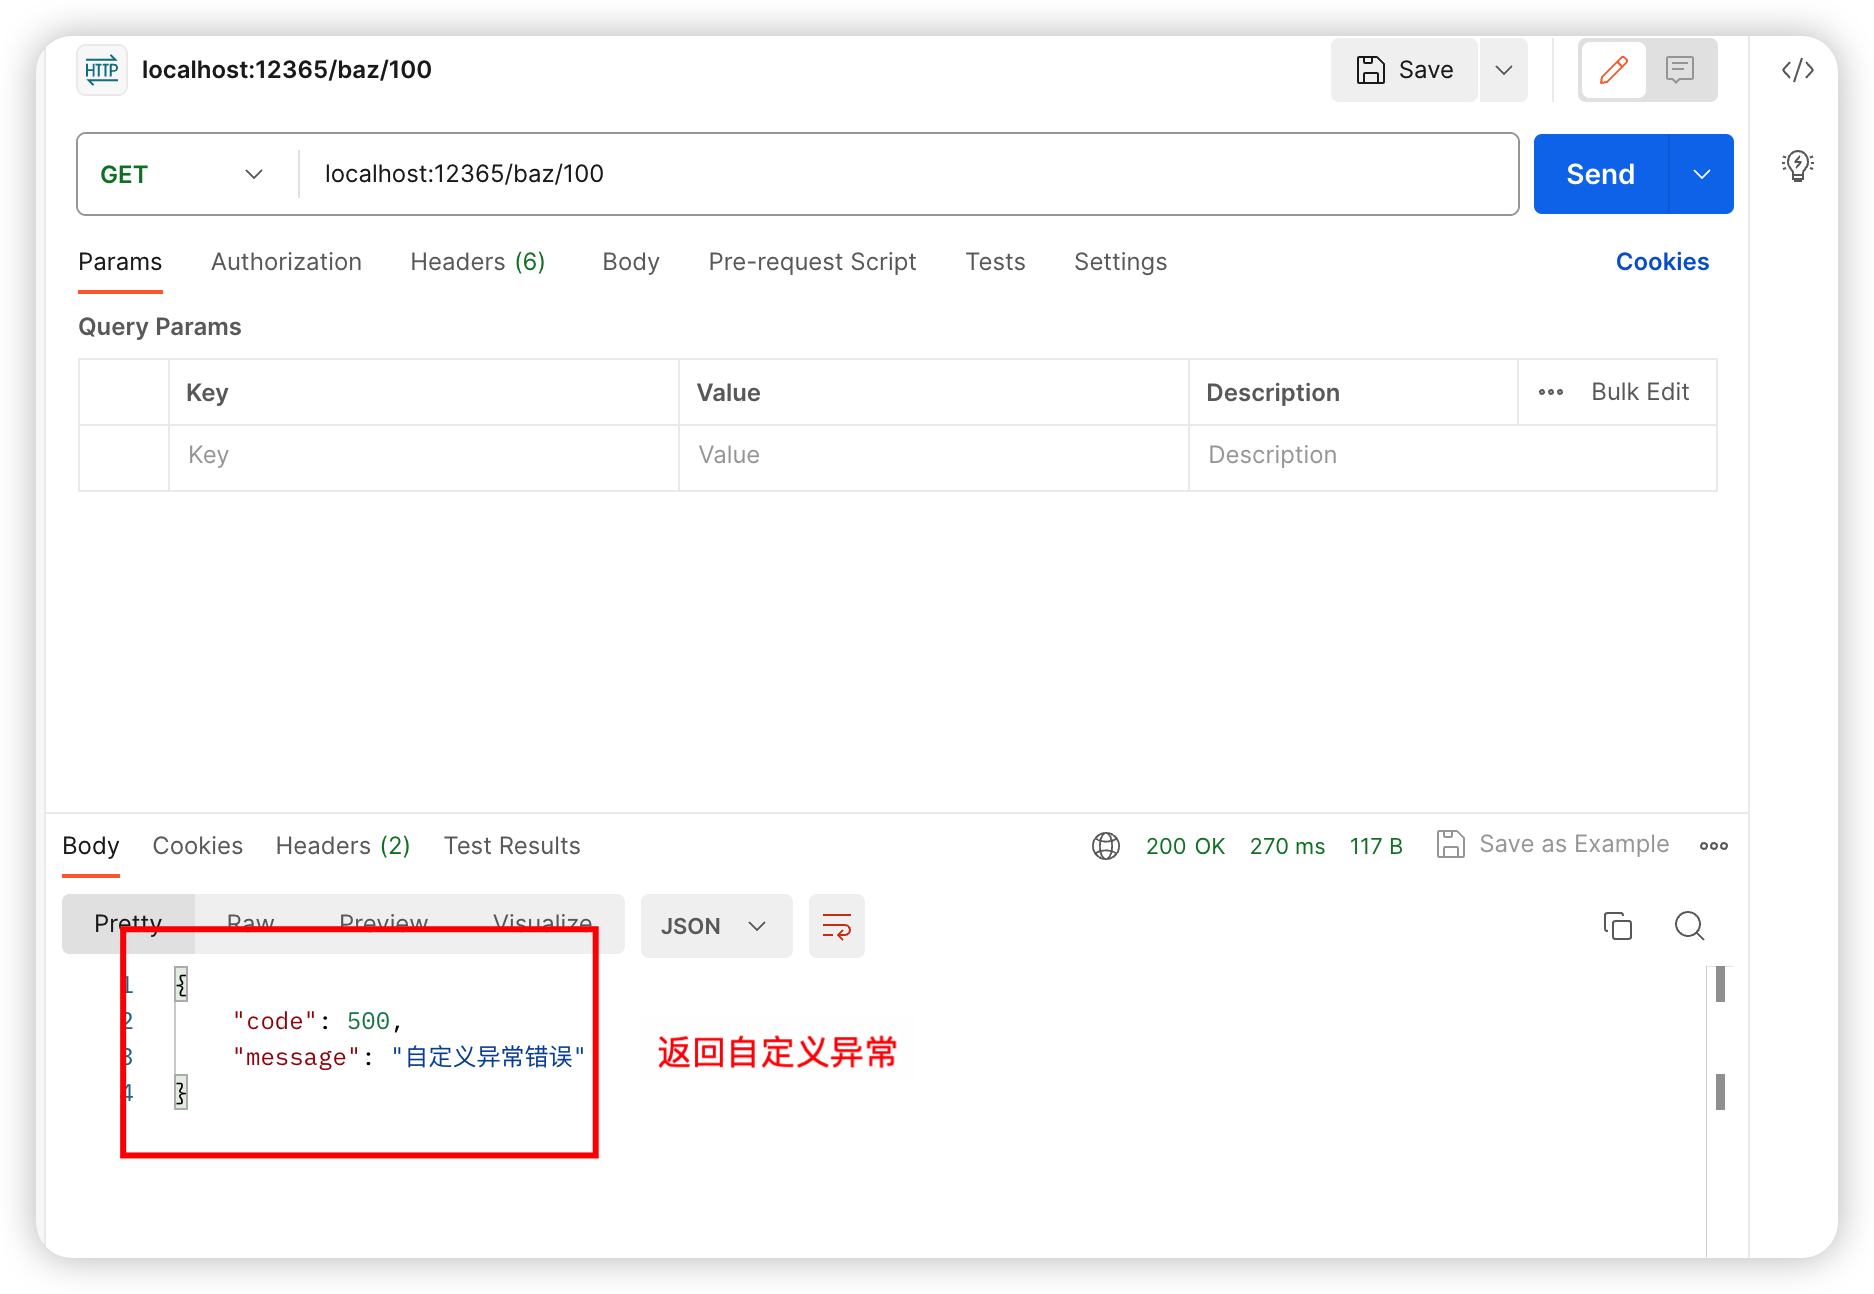 HTTP localhost:12365/baz/100 Save
GET localhost:12365/baz/100 Send
Params Authorization Headers (6) Body Pre-request Script Tests Settings Cookies
Query Params
Key Value Description Bulk Edit
Key Value Description
Body Cookies Headers (2) Test Results 200 OK 270 ms 117 B Save as Example
Pretty Raw Preview Visualize JSON
1 {
2 "code": 500,
3 "message": "自定义异常错误"
返回自定义异常
4 }